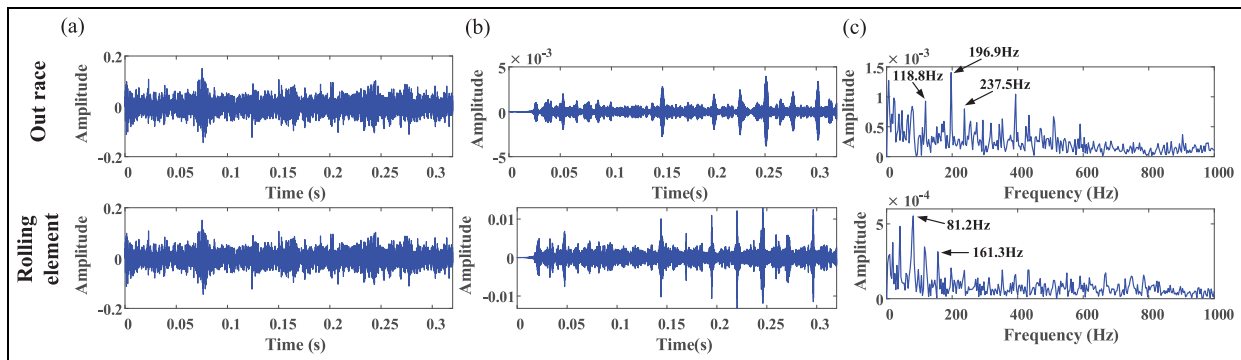 (a)
(b)
(c)
Out race
Amplitude
0.2
0
−0.2
0 0.05 0.1 0.15 0.2 0.25 0.3
Time (s)
× 10⁻³
Amplitude
5
0
−5
0 0.05 0.1 0.15 0.2 0.25 0.3
Time(s)
× 10⁻³
Amplitude
1.5
1
0.5
0
118.8Hz
196.9Hz
237.5Hz
0 200 400 600 800 1000
Frequency (Hz)
Rolling
element
Amplitude
0.2
0
−0.2
0 0.05 0.1 0.15 0.2 0.25 0.3
Time (s)
Amplitude
0.01
0
−0.01
0 0.05 0.1 0.15 0.2 0.25 0.3
Time(s)
× 10⁻⁴
Amplitude
5
0
81.2Hz
161.3Hz
0 200 400 600 800 1000
Frequency (Hz)